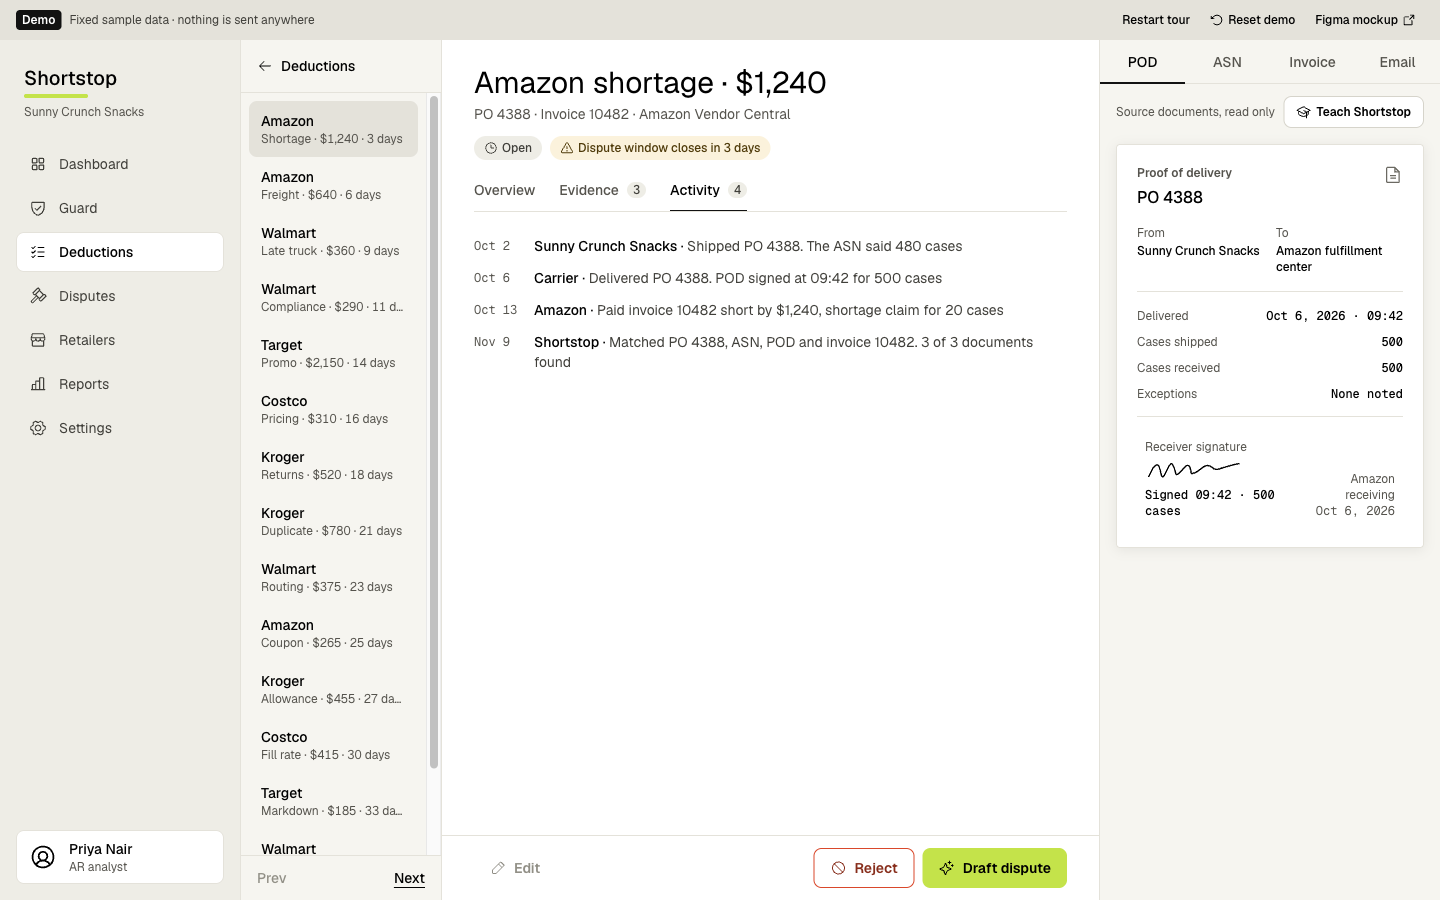 Demo Fixed sample data · nothing is sent anywhere
Restart tour Reset demo Figma mockup
Shortstop
Sunny Crunch Snacks
Dashboard
Guard
Deductions
Disputes
Retailers
Reports
Settings
Priya Nair
AR analyst
Deductions
Amazon
Shortage · $1,240 · 3 days
Amazon
Freight · $640 · 6 days
Walmart
Late truck · $360 · 9 days
Walmart
Compliance · $290 · 11 d...
Target
Promo · $2,150 · 14 days
Costco
Pricing · $310 · 16 days
Kroger
Returns · $520 · 18 days
Kroger
Duplicate · $780 · 21 days
Walmart
Routing · $375 · 23 days
Amazon
Coupon · $265 · 25 days
Kroger
Allowance · $455 · 27 da...
Costco
Fill rate · $415 · 30 days
Target
Markdown · $185 · 33 da...
Walmart
Prev Next
Amazon shortage · $1,240
PO 4388 · Invoice 10482 · Amazon Vendor Central
Open Dispute window closes in 3 days
Overview Evidence 3 Activity 4
Oct 2 Sunny Crunch Snacks · Shipped PO 4388. The ASN said 480 cases
Oct 6 Carrier · Delivered PO 4388. POD signed at 09:42 for 500 cases
Oct 13 Amazon · Paid invoice 10482 short by $1,240, shortage claim for 20 cases
Nov 9 Shortstop · Matched PO 4388, ASN, POD and invoice 10482. 3 of 3 documents
found
Edit Reject Draft dispute
POD ASN Invoice Email
Source documents, read only Teach Shortstop
Proof of delivery
PO 4388
From To
Sunny Crunch Snacks Amazon fulfillment
center
Delivered Oct 6, 2026 · 09:42
Cases shipped 500
Cases received 500
Exceptions None noted
Receiver signature
Signed 09:42 · 500
cases
Amazon
receiving
Oct 6, 2026